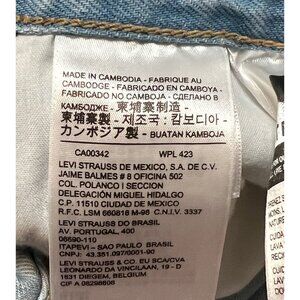 MADE IN CAMBODIA - FABRIQUE AU
CAMBODGE - FABRICADO EN CAMBOYA -
FABRICADO NO CAMBOJA - СДЕЛАНО В
КАМБОДЖЕ - 柬埔寨制造 -
柬埔寨製 - 제조국 : 캄보디아 -
カンボジア製 - BUATAN KAMBOJA
CA00342 WPL 423
LEVI STRAUSS DE MEXICO, S.A. DE C.V.
JAIME BALMES # 8 OFICINA 502
COL. POLANCO I SECCION
DELEGACIÓN MIGUEL HIDALGO
C.P. 11510 CIUDAD DE MEXICO
R.F.C. LSM 660818 M-98 C.N.I.V. 3337
LEVI STRAUSS DO BRASIL
AV. PORTUGAL, 400
06690-110
ITAPEVI - SAO PAULO BRASIL
CNPJ: 43.351.097/0001-90
LEVI STRAUSS & CO EU SCA/CVA
LEONARDO DA VINCILAAN, 19 - D
1831 DIEGEM, BELGIUM
CIF A 08298808